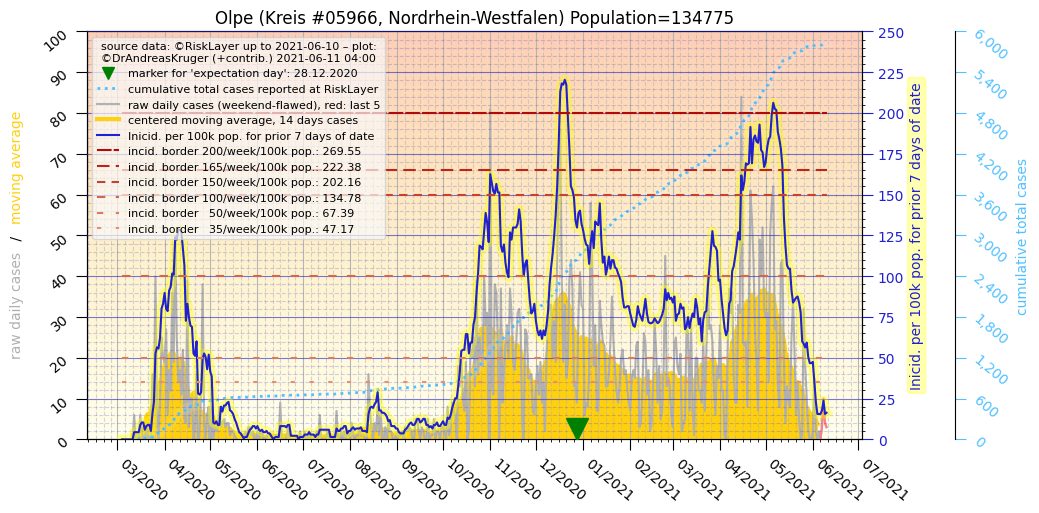 Olpe (Kreis #05966, Nordrhein-Westfalen) Population=134775
source data: ©RiskLayer up to 2021-06-10 – plot:
©DrAndreasKruger (+contrib.) 2021-06-11 04:00
marker for 'expectation day': 28.12.2020
cumulative total cases reported at RiskLayer
raw daily cases (weekend-flawed), red: last 5
centered moving average, 14 days cases
Inicid. per 100k pop. for prior 7 days of date
incid. border 200/week/100k pop.: 269.55
incid. border 165/week/100k pop.: 222.38
incid. border 150/week/100k pop.: 202.16
incid. border 100/week/100k pop.: 134.78
incid. border   50/week/100k pop.: 67.39
incid. border   35/week/100k pop.: 47.17
raw daily cases / moving average
100
90
80
70
60
50
40
30
20
10
0
250
225
200
175
150
125
100
75
50
25
0
Inicid. per 100k pop. for prior 7 days of date
6,000
5,400
4,800
4,200
3,600
3,000
2,400
1,800
1,200
600
0
cumulative total cases
03/2020
04/2020
05/2020
06/2020
07/2020
08/2020
09/2020
10/2020
11/2020
12/2020
01/2021
02/2021
03/2021
04/2021
05/2021
06/2021
07/2021